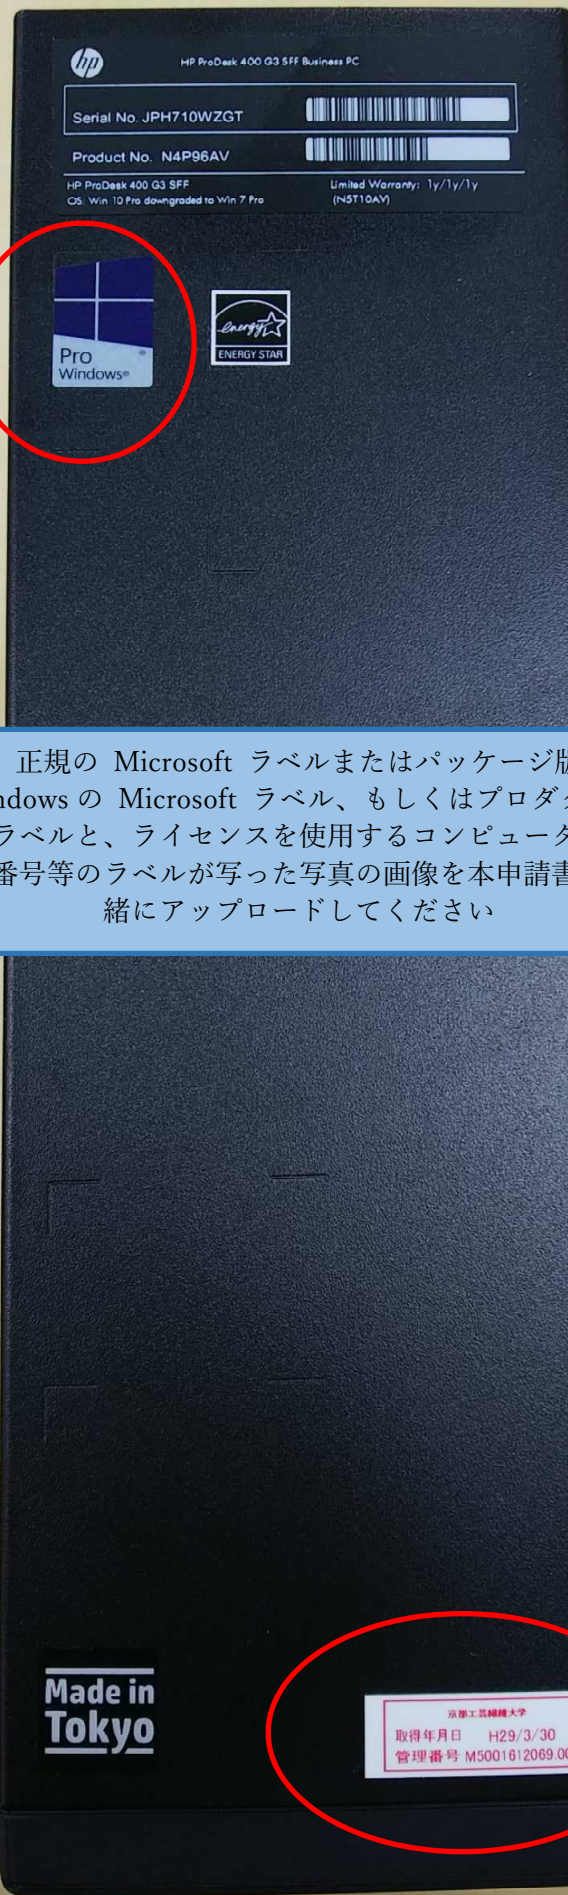 hp
HP ProDesk 400 G3 SFF Business PC
Serial No. JPH710WZGT
Product No. N4P96AV
HP ProDesk 400 G3 SFF
OS: Win 10 Pro downgraded to Win 7 Pro
Limited Warranty: 1y/1y/1y
(N5T10AV)
Pro
Windows®
energy
ENERGY STAR
正規の Microsoft ラベルまたはパッケージ版
ndows の Microsoft ラベル、もしくはプロダク
ラベルと、ライセンスを使用するコンピュータ
番号等のラベルが写った写真の画像を本申請書
緒にアップロードしてください
Made in
Tokyo
京都工芸繊維大学
取得年月日 H29/3/30
管理番号 M5001612069.00